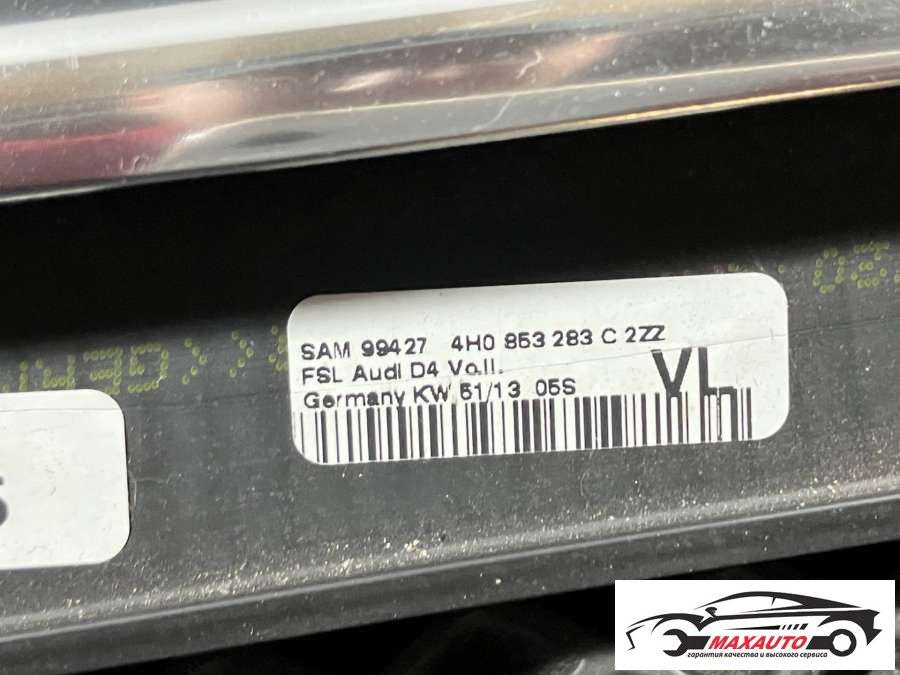 SAM 99427 4H0 853 283 C 2ZZ
FSL Audi D4 Voll.
Germany KW 51/13 05S
VL
MAXAUTO
гарантия качества и высокого сервиса